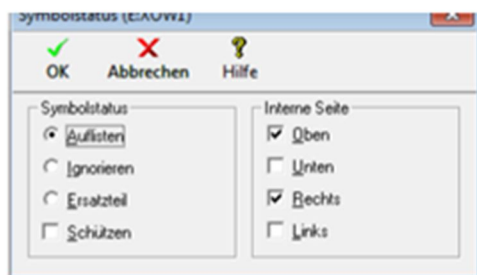 Symbolstatus (E:XOW1)
OK Abbrechen Hilfe
Symbolstatus
Auflisten
Ignorieren
Ersatzteil
Schützen
Interne Seite
Oben
Unten
Rechts
Links